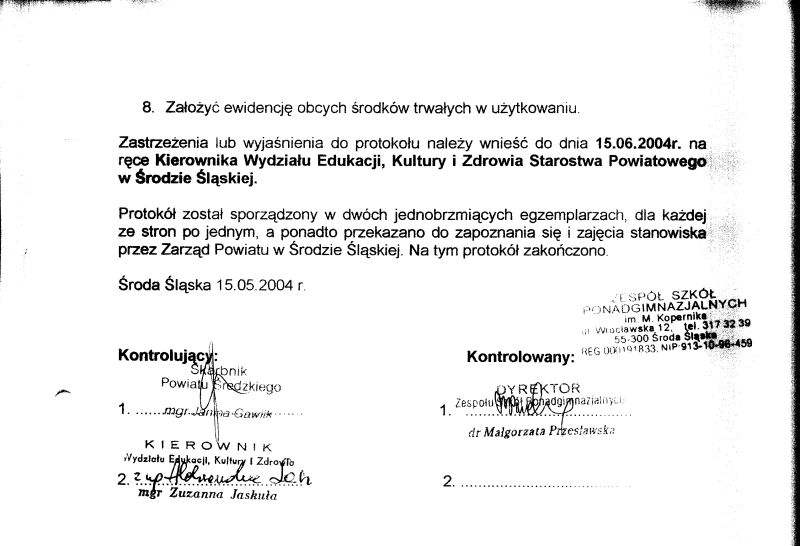 8. Założyć ewidencję obcych środków trwałych w użytkowaniu.
Zastrzeżenia lub wyjaśnienia do protokołu należy wnieść do dnia 15.06.2004r. na
ręce Kierownika Wydziału Edukacji, Kultury i Zdrowia Starostwa Powiatowego
w Środzie Śląskiej.
Protokół został sporządzony w dwóch jednobrzmiących egzemplarzach, dla każdej
ze stron po jednym, a ponadto przekazano do zapoznania się i zajęcia stanowiska
przez Zarząd Powiatu w Środzie Śląskiej. Na tym protokół zakończono.
Środa Śląska 15.05.2004 r.
ZESPÓŁ SZKÓŁ
PONADGIMNAZJALNYCH
im. M. Kopernika
ul. Wrocławska 12, tel. 317 32 39
55-300 Środa Śląska
REG 000191833, NIP 913-10-96-459
Kontrolujący:
Skarbnik
Powiatu Średzkiego
1. mgr Janina Gawlik
KIEROWNIK
Wydziału Edukacji, Kultury i Zdrowia
2. z up.
mgr Zuzanna Jaskuła
Kontrolowany:
DYREKTOR
Zespołu Szkół Ponadgimnazjalnych
1.
dr Małgorzata Przesławska
2.